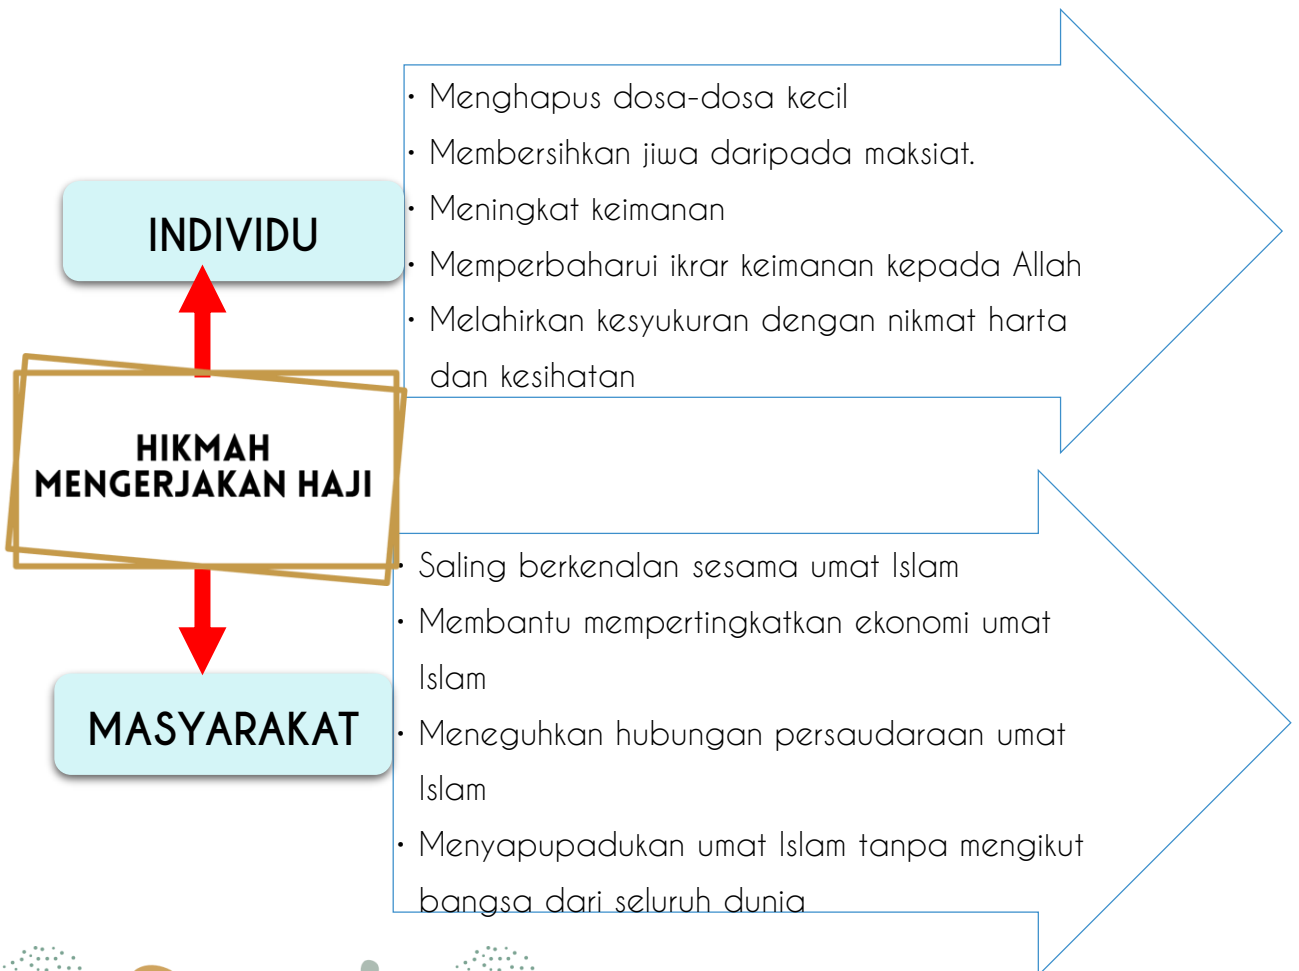 INDIVIDU
• Menghapus dosa-dosa kecil
• Membersihkan jiwa daripada maksiat.
• Meningkat keimanan
• Memperbaharui ikrar keimanan kepada Allah
• Melahirkan kesyukuran dengan nikmat harta
dan kesihatan
HIKMAH
MENGERJAKAN HAJI
MASYARAKAT
• Saling berkenalan sesama umat Islam
• Membantu mempertingkatkan ekonomi umat
Islam
• Meneguhkan hubungan persaudaraan umat
Islam
• Menyapupadukan umat Islam tanpa mengikut
bangsa dari seluruh dunia